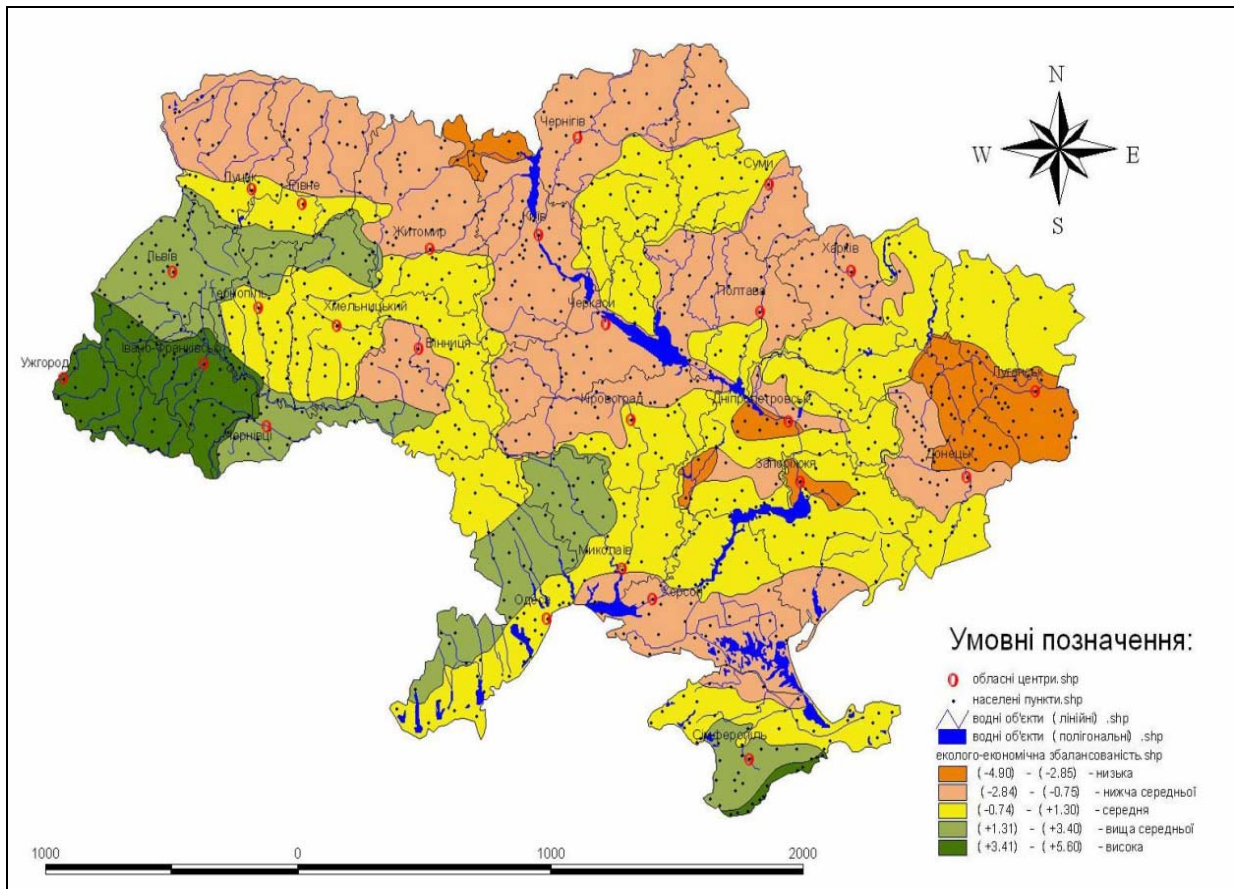 N
W E
S
Чернігів
Суми
Луцьк
Рівне
Київ
Житомир
Харків
Львів
Тернопіль
Хмельницький
Черкаси
Полтава
Вінниця
Івано-Франківськ
Ужгород
Луганськ
Кіровоград
Дніпропетровськ
Чернівці
Донецьк
Запоріжжя
Миколаїв
Херсон
Одеса
Сімферопіль
Умовні позначення:
обласні центри.shp
населені пункти.shp
водні об'єкти ( лінійні) .shp
водні об'єкти ( полігональні) .shp
еколого-економічна збалансованість.shp
( -4.90) - ( -2.85) - низька
( -2.84) - ( -0.75) - нижча середньої
( -0.74) - ( +1.30) - середня
( +1.31) - ( +3.40) - вища середньої
( +3.41) - ( +5.60) - висока
1000 0 1000 2000